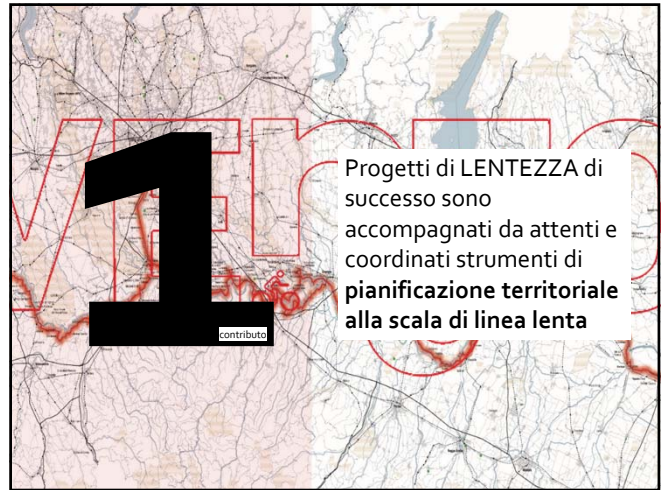 VENTO
1
contributo
Progetti di LENTEZZA di
successo sono
accompagnati da attenti e
coordinati strumenti di
pianificazione territoriale
alla scala di linea lenta